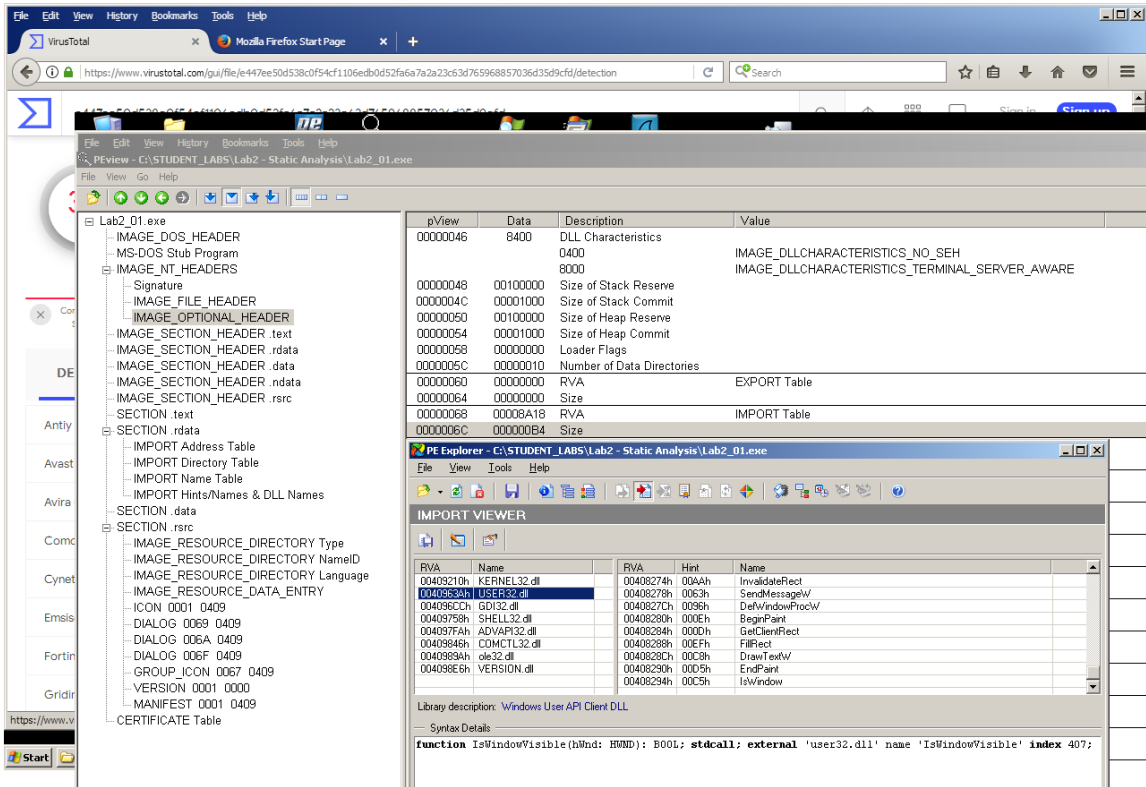 File Edit View History Bookmarks Tools Help
VirusTotal × Mozilla Firefox Start Page × +
https://www.virustotal.com/gui/file/e447ee50d538c0f54cf1106edb0d52fa6a7a2a23c63d765968857036d35d9cfd/detection Search
Sign in Sign up
File Edit View History Bookmarks Tools Help
PEview - C:\STUDENT_LABS\Lab2 - Static Analysis\Lab2_01.exe
File View Go Help
Lab2_01.exe
IMAGE_DOS_HEADER
MS-DOS Stub Program
IMAGE_NT_HEADERS
Signature
IMAGE_FILE_HEADER
IMAGE_OPTIONAL_HEADER
IMAGE_SECTION_HEADER .text
IMAGE_SECTION_HEADER .rdata
IMAGE_SECTION_HEADER .data
IMAGE_SECTION_HEADER .ndata
IMAGE_SECTION_HEADER .rsrc
SECTION .text
SECTION .rdata
IMPORT Address Table
IMPORT Directory Table
IMPORT Name Table
IMPORT Hints/Names & DLL Names
SECTION .data
SECTION .rsrc
IMAGE_RESOURCE_DIRECTORY Type
IMAGE_RESOURCE_DIRECTORY NameID
IMAGE_RESOURCE_DIRECTORY Language
IMAGE_RESOURCE_DATA_ENTRY
ICON 0001 0409
DIALOG 0069 0409
DIALOG 006A 0409
DIALOG 006F 0409
GROUP_ICON 0067 0409
VERSION 0001 0000
MANIFEST 0001 0409
CERTIFICATE Table
pView Data Description Value
00000046 8400 DLL Characteristics
0400 IMAGE_DLLCHARACTERISTICS_NO_SEH
8000 IMAGE_DLLCHARACTERISTICS_TERMINAL_SERVER_AWARE
00000048 00100000 Size of Stack Reserve
0000004C 00001000 Size of Stack Commit
00000050 00100000 Size of Heap Reserve
00000054 00001000 Size of Heap Commit
00000058 00000000 Loader Flags
0000005C 00000010 Number of Data Directories
00000060 00000000 RVA EXPORT Table
00000064 00000000 Size
00000068 00008A18 RVA IMPORT Table
0000006C 000000B4 Size
PE Explorer - C:\STUDENT_LABS\Lab2 - Static Analysis\Lab2_01.exe
File View Tools Help
IMPORT VIEWER
RVA Name
00409210h KERNEL32.dll
0040963Ah USER32.dll
004096CCh GDI32.dll
00409758h SHELL32.dll
004097FAh ADVAPI32.dll
00409846h COMCTL32.dll
0040989Ah ole32.dll
004098E6h VERSION.dll
RVA Hint Name
00408274h 00AAh InvalidateRect
00408278h 0063h SendMessageW
0040827Ch 0096h DefWindowProcW
00408280h 000Eh BeginPaint
00408284h 000Dh GetClientRect
00408288h 00EFh FillRect
0040828Ch 00C8h DrawTextW
00408290h 00D5h EndPaint
00408294h 00C5h IsWindow
Library description: Windows User API Client DLL
Syntax Details
function IsWindowVisible(hWnd: HWND): BOOL; stdcall; external 'user32.dll' name 'IsWindowVisible' index 407;
DE
Antiy
Avast
Avira
Como
Cynet
Emsis
Fortin
Gridin
https://www.v
Start